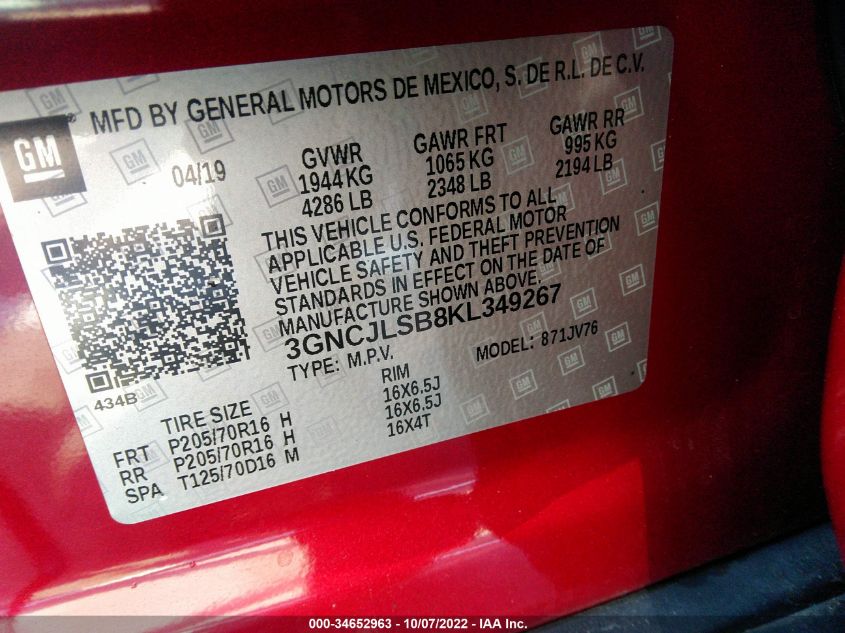 MFD BY GENERAL MOTORS DE MEXICO, S. DE R.L. DE C.V.
GM
04/19
GVWR GAWR FRT GAWR RR
1944 KG 1065 KG 995 KG
4286 LB 2348 LB 2194 LB
THIS VEHICLE CONFORMS TO ALL
APPLICABLE U.S. FEDERAL MOTOR
VEHICLE SAFETY AND THEFT PREVENTION
STANDARDS IN EFFECT ON THE DATE OF
MANUFACTURE SHOWN ABOVE.
3GNCJLSB8KL349267
TYPE: M.P.V. MODEL: 871JV76
434B
TIRE SIZE RIM
FRT P205/70R16 H 16X6.5J
RR P205/70R16 H 16X6.5J
SPA T125/70D16 M 16X4T
000-34652963 - 10/07/2022 - IAA Inc.